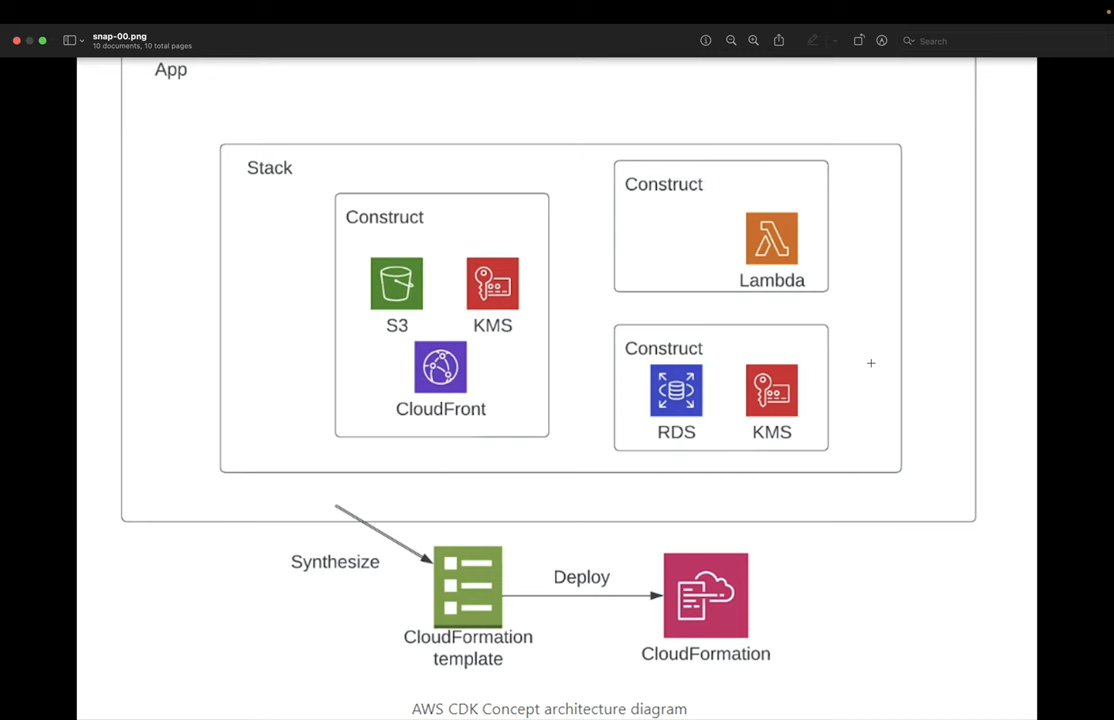 snap-00.png
10 documents, 10 total pages
Search
App
Stack
Construct
S3
KMS
CloudFront
Construct
Lambda
Construct
RDS
KMS
Synthesize
Deploy
CloudFormation
template
CloudFormation
AWS CDK Concept architecture diagram